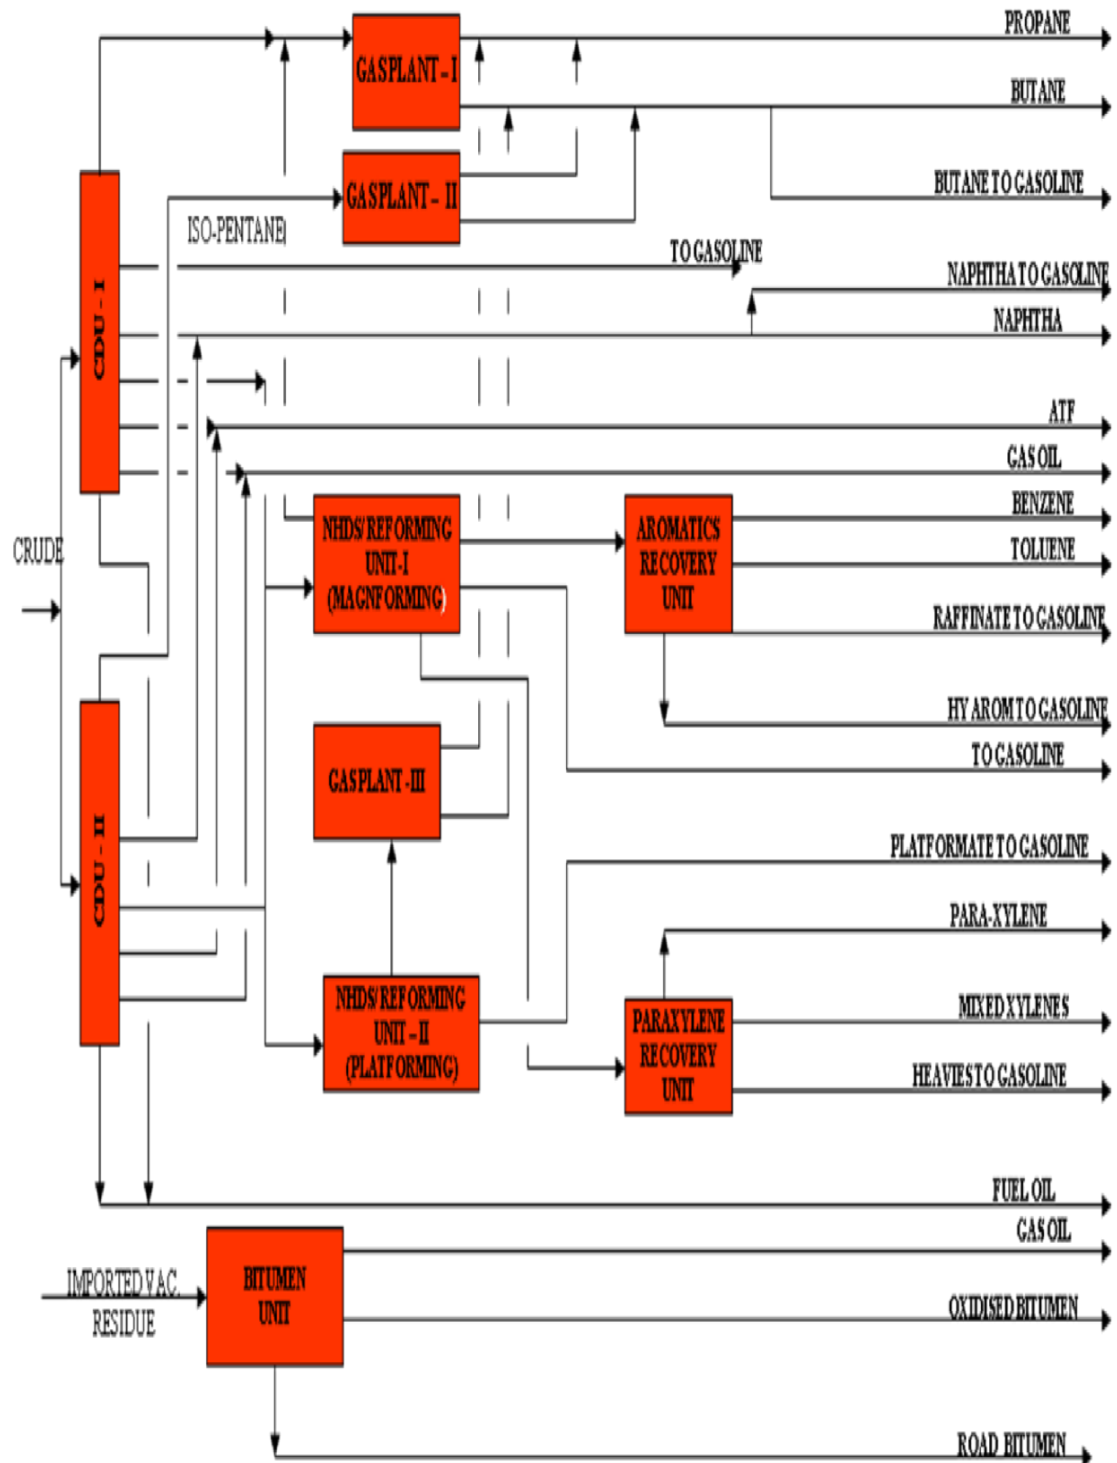 PROPANE
GASPLANT – I
BUTANE
GASPLANT – II
BUTANE TO GASOLINE
ISO-PENTANE
TO GASOLINE
NAPHTHA TO GASOLINE
CDU - I
NAPHTHA
ATF
GAS OIL
BENZENE
NHDS/REFORMING
UNIT-I
(MAGNFORMING)
AROMATICS
RECOVERY
UNIT
CRUDE
TOLUENE
RAFFINATE TO GASOLINE
HY AROM TO GASOLINE
TO GASOLINE
GASPLANT -III
CDU - II
PLATFORMATE TO GASOLINE
PARA-XYLENE
NHDS/REFORMING
UNIT – II
(PLATFORMING)
PARAXYLENE
RECOVERY
UNIT
MIXED XYLENES
HEAVIES TO GASOLINE
FUEL OIL
GAS OIL
BITUMEN
UNIT
IMPORTED VAC.
RESIDUE
OXIDISED BITUMEN
ROAD BITUMEN